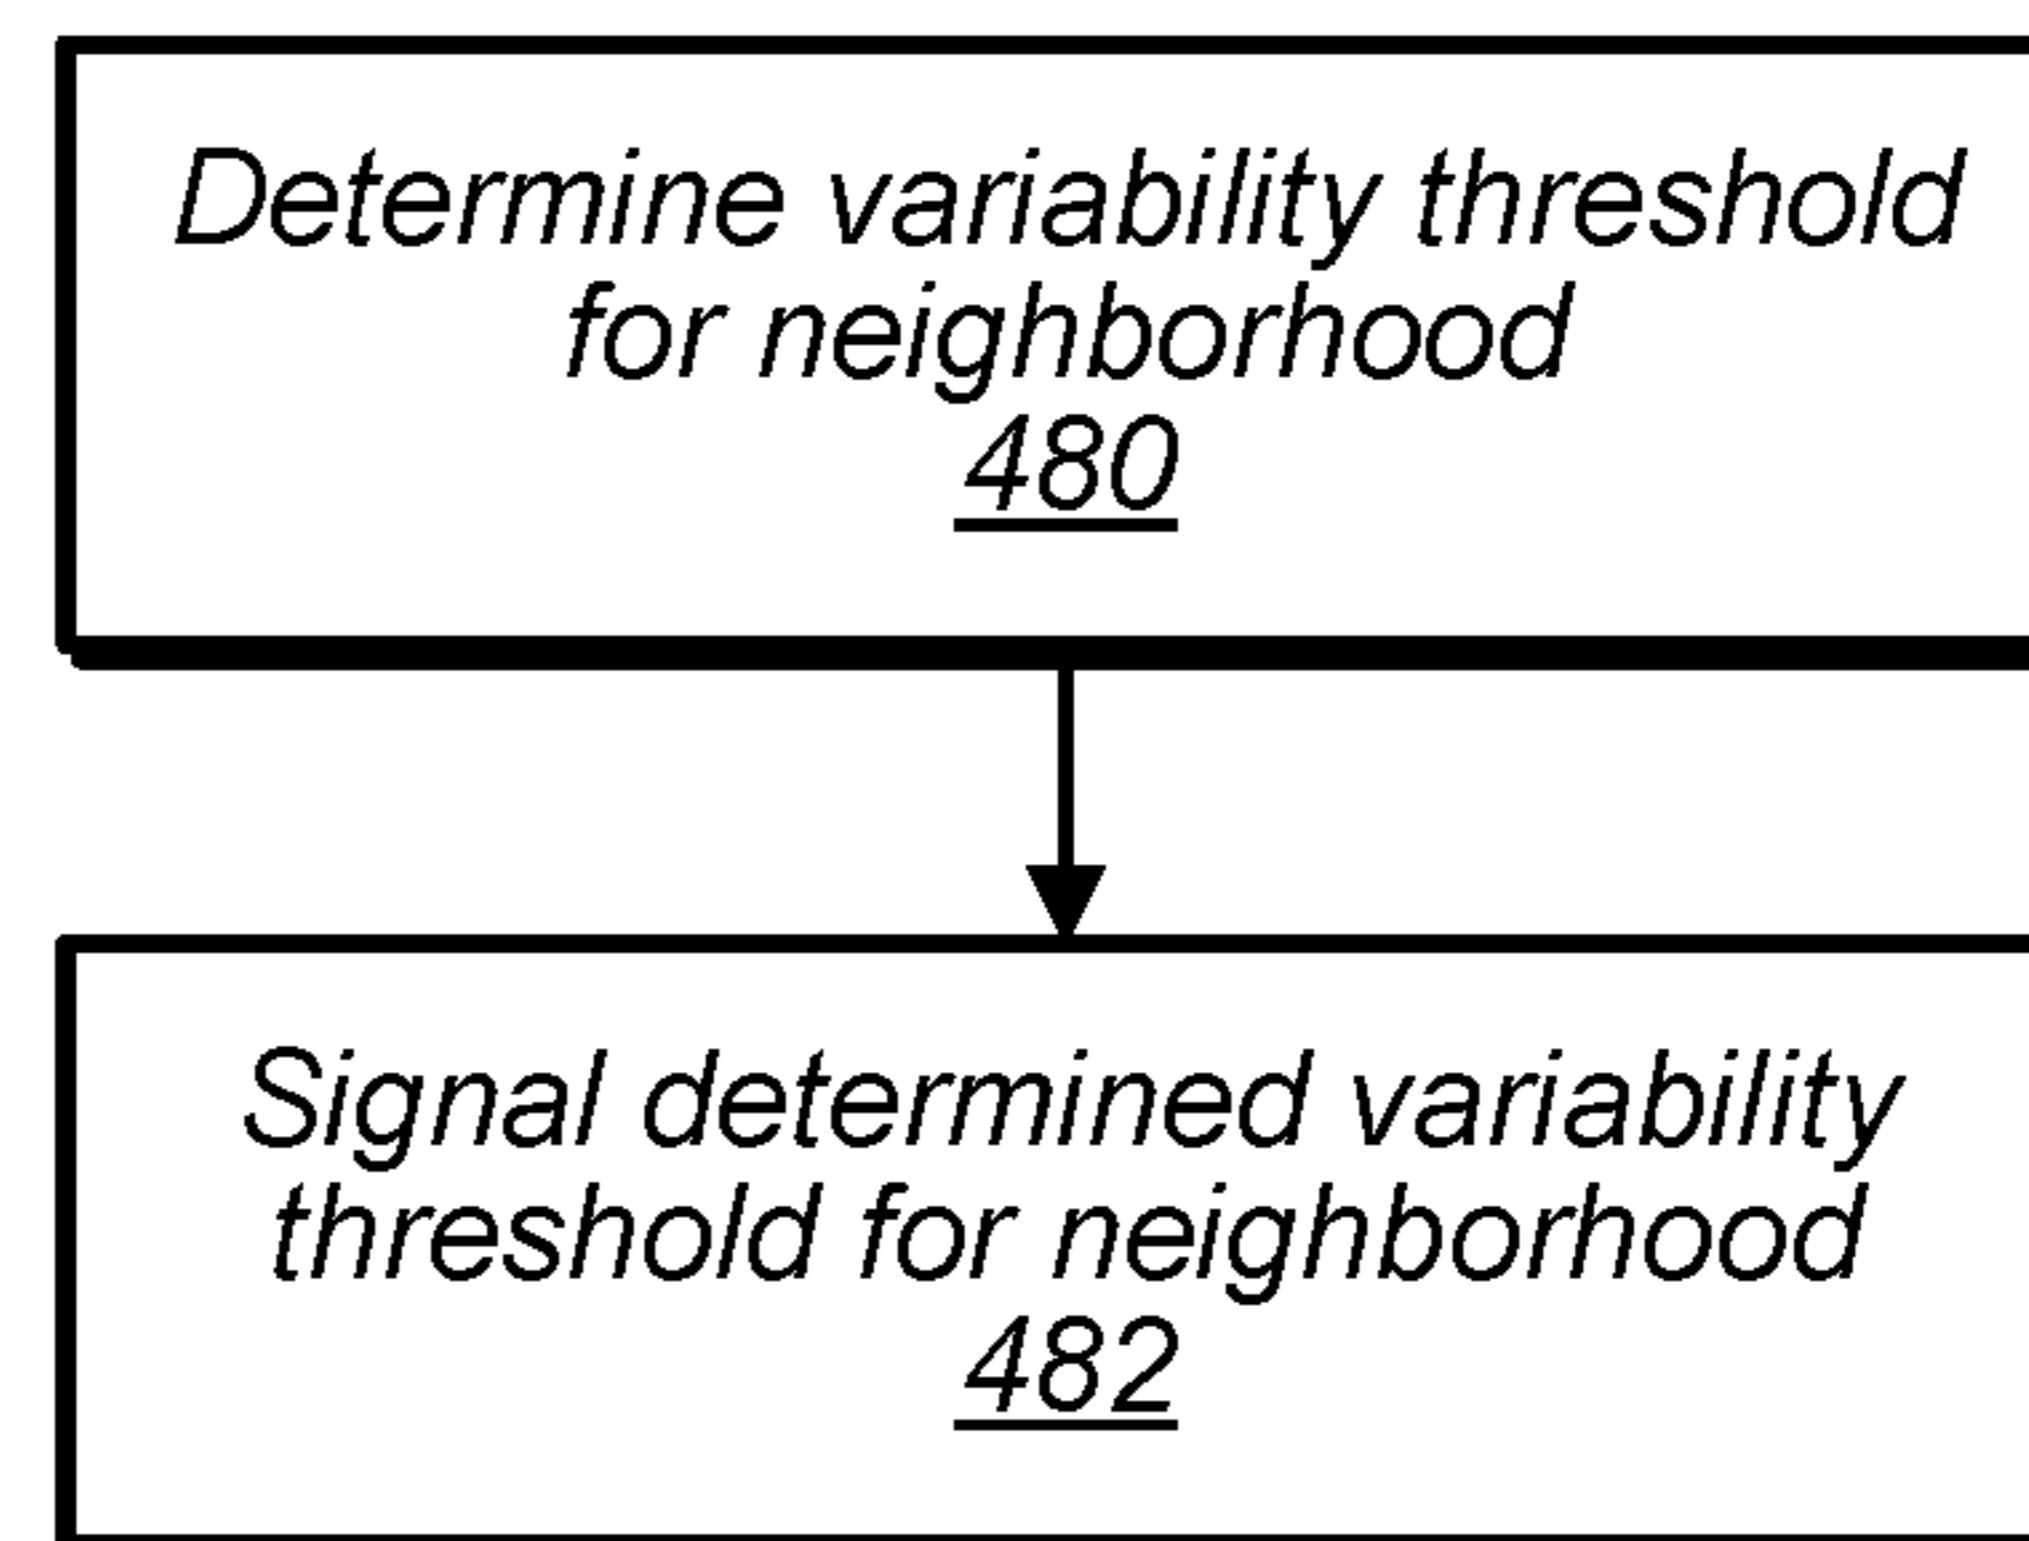 Determine variability threshold
for neighborhood
480
Signal determined variability
threshold for neighborhood
482